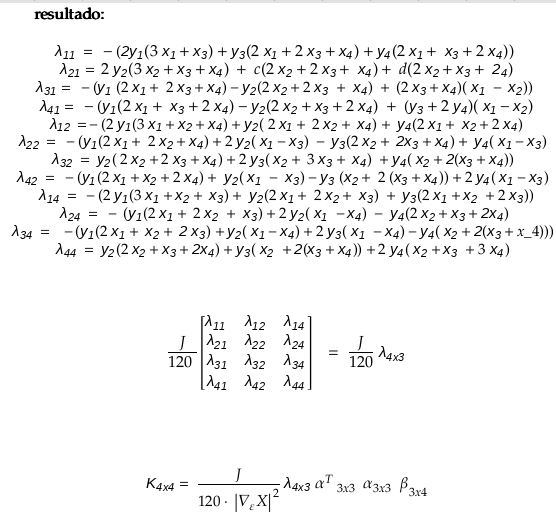 resultado:
λ₁₁ = − (2y₁(3 x₁ + x₃) + y₃(2 x₁ + 2 x₃ + x₄) + y₄(2 x₁ + x₃ + 2 x₄))
λ₂₁ = 2 y₂(3 x₂ + x₃ + x₄) + c(2 x₂ + 2 x₃ + x₄) + d(2 x₂ + x₃ + 2₄)
λ₃₁ = − (y₁ (2 x₁ + 2 x₃ + x₄) − y₂(2 x₂ + 2 x₃ + x₄) + (2 x₃ + x₄)( x₁ − x₂))
λ₄₁ = − (y₁(2 x₁ + x₃ + 2 x₄) − y₂(2 x₂ + x₃ + 2 x₄) + (y₃ + 2 y₄)( x₁ − x₂)
λ₁₂ = − (2 y₁(3 x₁ + x₂ + x₄) + y₂( 2 x₁ + 2 x₂ + x₄) + y₄(2 x₁ + x₂ + 2 x₄)
λ₂₂ = − (y₁(2 x₁ + 2 x₂ + x₄) + 2 y₂( x₁ − x₃) − y₃(2 x₂ + 2x₃ + x₄) + y₄( x₁ − x₃)
λ₃₂ = y₂( 2 x₂ + 2 x₃ + x₄) + 2 y₃( x₂ + 3 x₃ + x₄) + y₄( x₂ + 2(x₃ + x₄))
λ₄₂ = − (y₁(2 x₁ + x₂ + 2 x₄) + y₂( x₁ − x₃) − y₃ (x₂ + 2 (x₃ + x₄)) + 2 y₄( x₁ − x₃)
λ₁₄ = − (2 y₁(3 x₁ + x₂ + x₃) + y₂(2 x₁ + 2 x₂ + x₃) + y₃(2 x₁ + x₂ + 2 x₃))
λ₂₄ = − (y₁(2 x₁ + 2 x₂ + x₃) + 2 y₂( x₁ − x₄) − y₄(2 x₂ + x₃ + 2x₄)
λ₃₄ = −(y₁(2 x₁ + x₂ + 2 x₃) + y₂( x₁ − x₄) + 2 y₃( x₁ − x₄) − y₄( x₂ + 2(x₃ + x_4)))
λ₄₄ = y₂(2 x₂ + x₃ + 2x₄) + y₃( x₂ + 2(x₃ + x₄)) + 2 y₄( x₂ + x₃ + 3 x₄)
J/120 [λ₁₁ λ₁₂ λ₁₄
λ₂₁ λ₂₂ λ₂₄
λ₃₁ λ₃₂ λ₃₄
λ₄₁ λ₄₂ λ₄₄] = J/120 λ₄ₓ₃
K₄ₓ₄ = J/(120 · |∇ε X|²) λ₄ₓ₃ αᵀ ₃ₓ₃ α₃ₓ₃ β₃ₓ₄